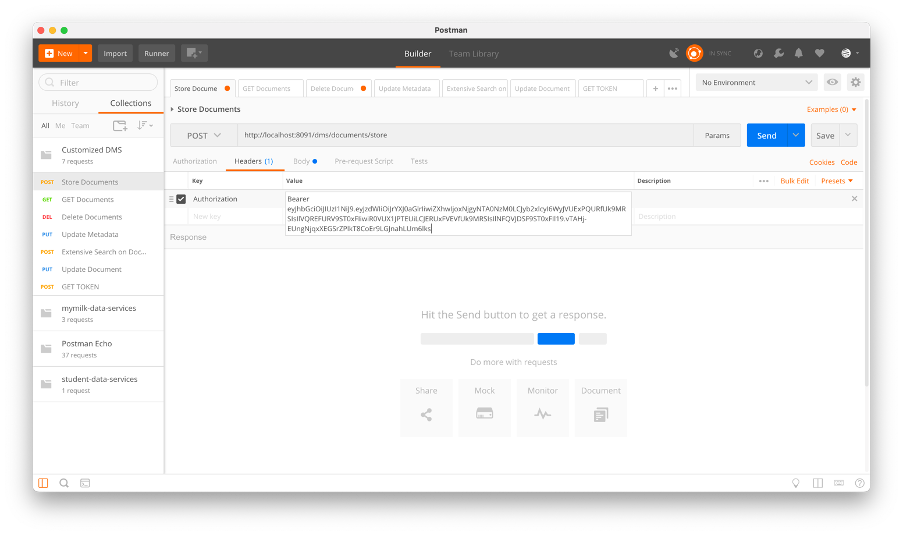 Postman
New
Import
Runner
Builder
Team Library
IN SYNC
Filter
History
Collections
All Me Team
Customized DMS
7 requests
POST Store Documents
GET GET Documents
DEL Delete Documents
PUT Update Metadata
POST Extensive Search on Doc...
PUT Update Document
POST GET TOKEN
mymilk-data-services
3 requests
Postman Echo
37 requests
student-data-services
1 request
Store Docume
GET Documents
Delete Docum
Update Metadata
Extensive Search on
Update Document
GET TOKEN
No Environment
Store Documents
Examples (0)
POST
http://localhost:8091/dms/documents/store
Params
Send
Save
Authorization
Headers (1)
Body
Pre-request Script
Tests
Cookies
Code
Key
Value
Description
Bulk Edit
Presets
Authorization
Bearer
New key
Description
Response
Hit the Send button to get a response.
Do more with requests
Share
Mock
Monitor
Document